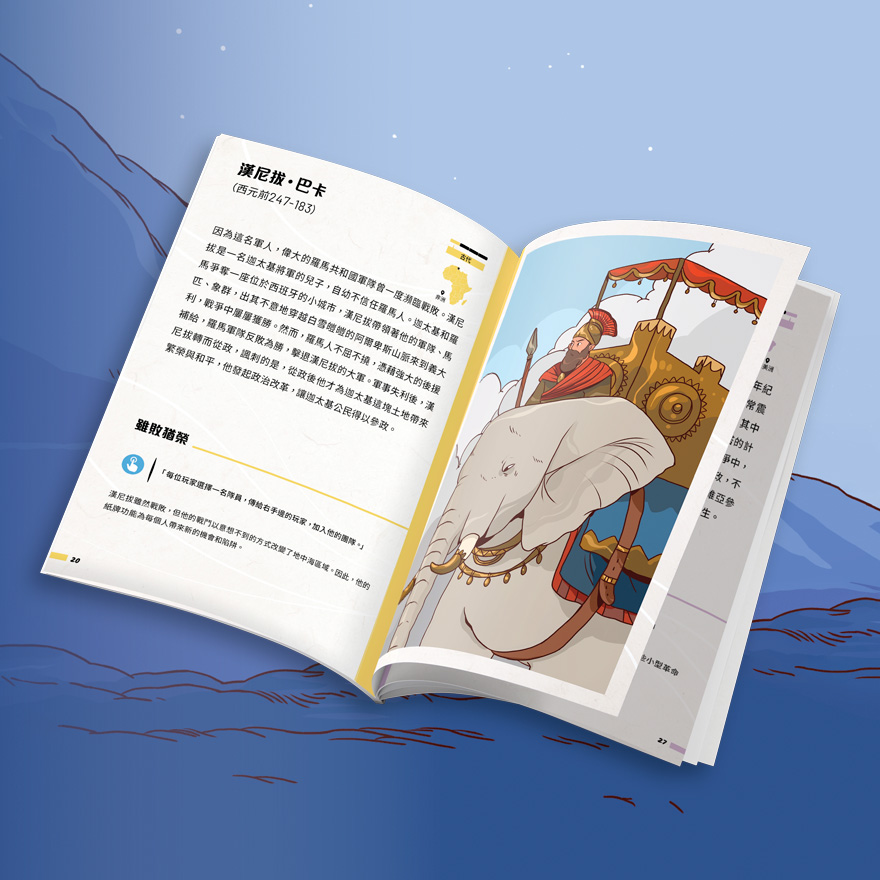 漢尼拔·巴卡
(西元前247-183)
古代
非洲
因為這名軍人，偉大的羅馬共和國軍隊曾一度瀕臨戰敗。漢尼
拔是一名迦太基將軍的兒子，自幼不信任羅馬人。迦太基和羅
馬爭奪一座位於西班牙的小城市，漢尼拔帶領著他的軍隊、馬
匹、象群，出其不意地穿越白雪皚皚的阿爾卑斯山脈來到義大
利，戰爭中屢屢獲勝。然而，羅馬人不屈不撓，憑藉強大的後援
補給，羅馬軍隊反敗為勝，擊退漢尼拔的大軍。軍事失利後，漢
尼拔轉而從政，諷刺的是，從政後他才為迦太基這塊土地帶來
繁榮與和平，他發起政治改革，讓迦太基公民得以參政。
雖敗猶榮
「每位玩家選擇一名隊員，傳給右手邊的玩家，加入他的團隊。」
漢尼拔雖然戰敗，但他的戰鬥以意想不到的方式改變了地中海區域。因此，他的
紙牌功能為每個人帶來新的機會和陷阱。
20
美洲
年紀
常震
其中
的計
爭中，
，不
維亞參
生。
小型革命
27